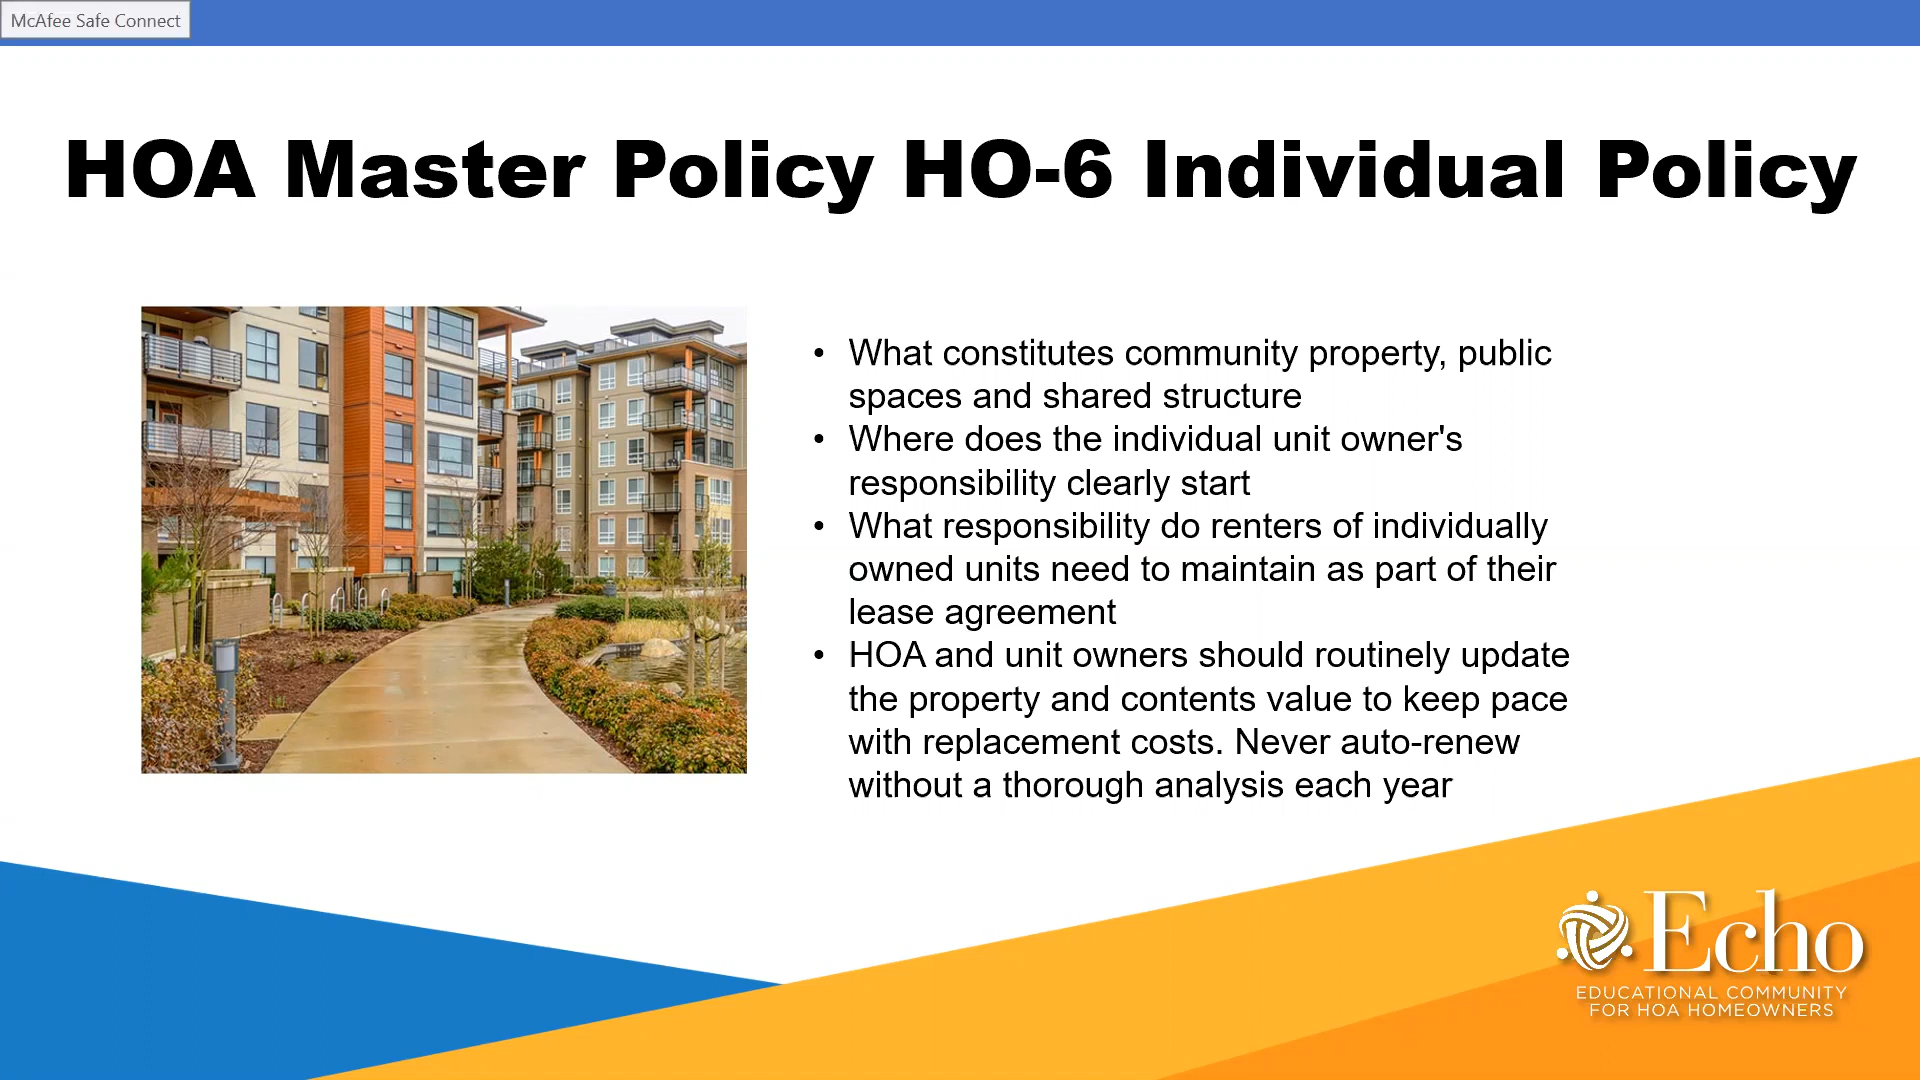 McAfee Safe Connect
HOA Master Policy HO-6 Individual Policy
• What constitutes community property, public
spaces and shared structure
• Where does the individual unit owner's
responsibility clearly start
• What responsibility do renters of individually
owned units need to maintain as part of their
lease agreement
• HOA and unit owners should routinely update
the property and contents value to keep pace
with replacement costs. Never auto-renew
without a thorough analysis each year
Echo
EDUCATIONAL COMMUNITY
FOR HOA HOMEOWNERS